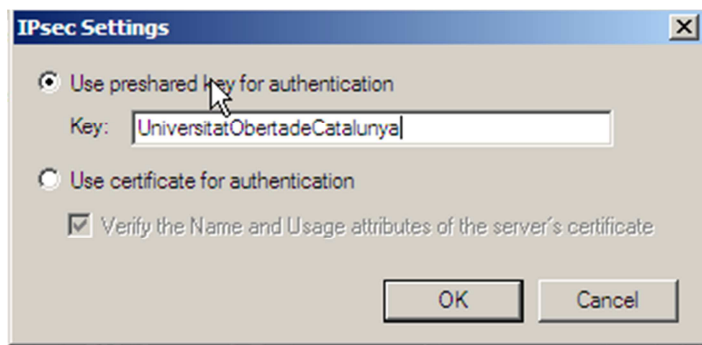 IPsec Settings
Use preshared key for authentication
Key: UniversitatObertadeCatalunya
Use certificate for authentication
Verify the Name and Usage attributes of the server's certificate
OK Cancel